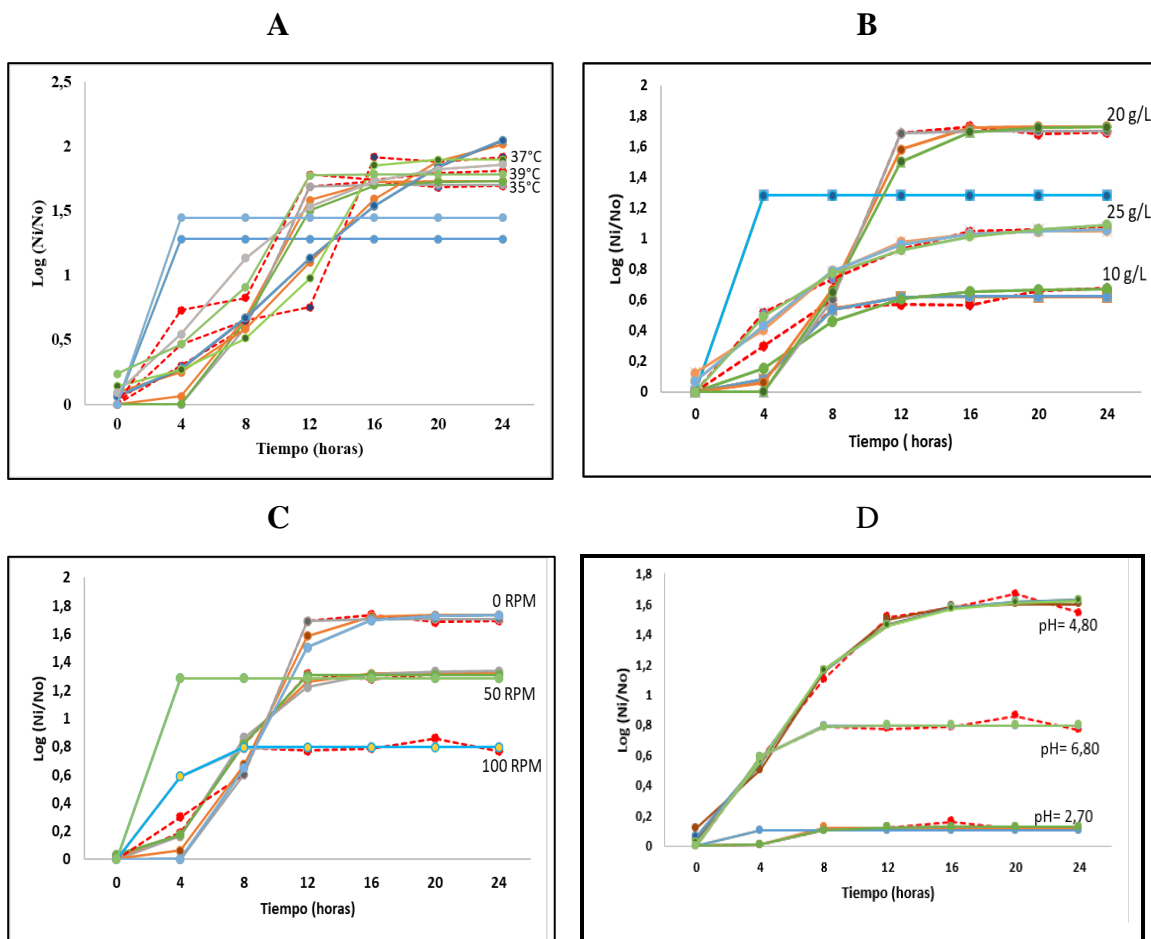 A
Log (Ni/No)
2,5
2
1,5
1
0,5
0
37°C
39°C
35°C
0 4 8 12 16 20 24
Tiempo (horas)
B
Log (Ni/No)
2
1,8
1,6
1,4
1,2
1
0,8
0,6
0,4
0,2
0
20 g/L
25 g/L
10 g/L
0 4 8 12 16 20 24
Tiempo ( horas)
C
Log (Ni/No)
2
1,8
1,6
1,4
1,2
1
0,8
0,6
0,4
0,2
0
0 RPM
50 RPM
100 RPM
0 4 8 12 16 20 24
Tiempo (horas)
D
Log (Ni/No)
1,8
1,6
1,4
1,2
1
0,8
0,6
0,4
0,2
0
pH= 4,80
pH= 6,80
pH= 2,70
0 4 8 12 16 20 24
Tiempo (horas)